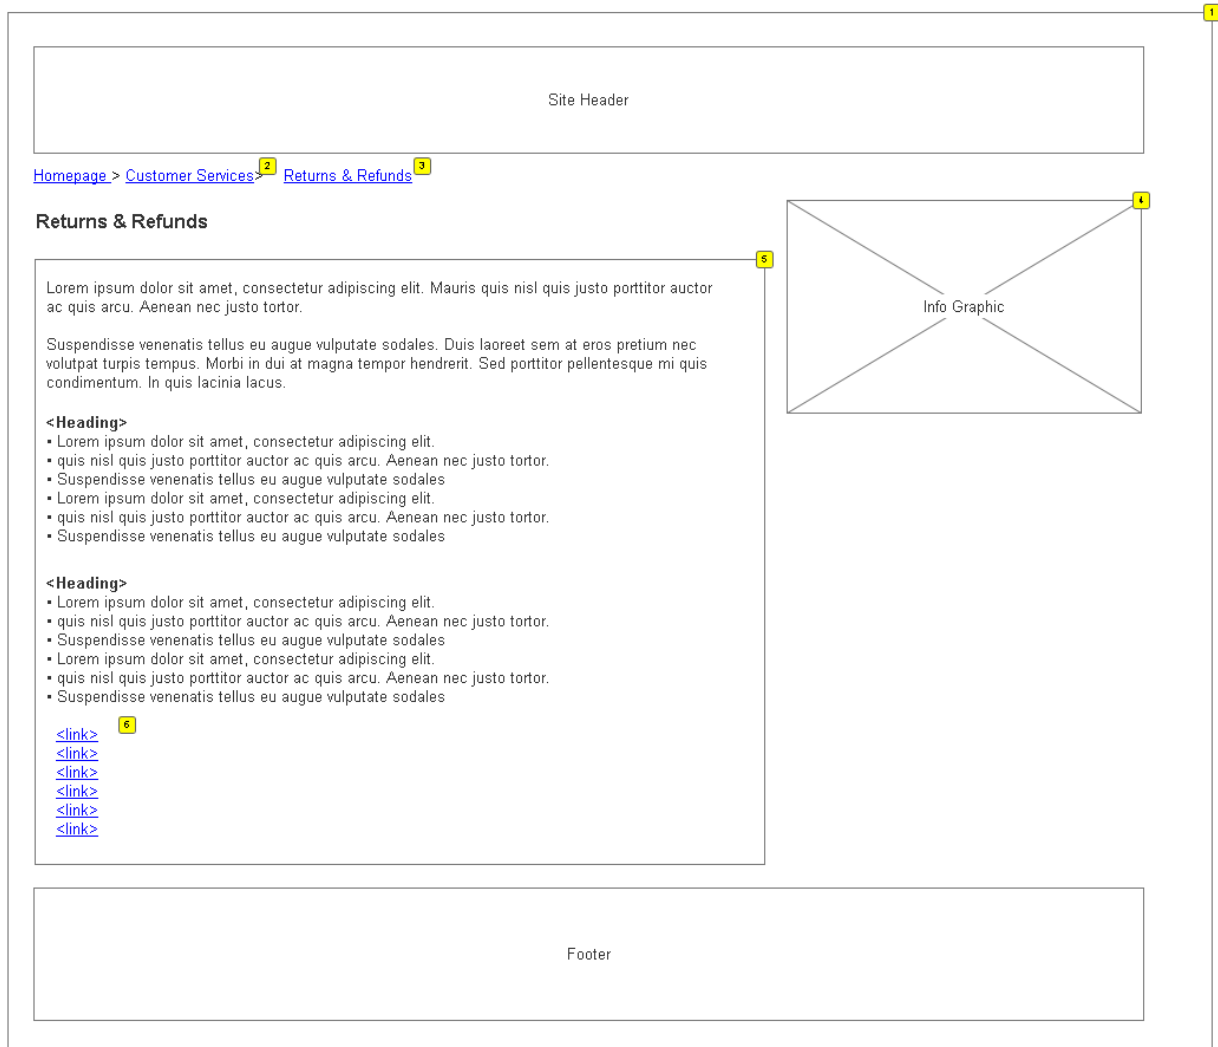 1
Site Header
Homepage > Customer Services> 2 Returns & Refunds 3
Returns & Refunds
4
Info Graphic
5
Lorem ipsum dolor sit amet, consectetur adipiscing elit. Mauris quis nisl quis justo porttitor auctor
ac quis arcu. Aenean nec justo tortor.
Suspendisse venenatis tellus eu augue vulputate sodales. Duis laoreet sem at eros pretium nec
volutpat turpis tempus. Morbi in dui at magna tempor hendrerit. Sed porttitor pellentesque mi quis
condimentum. In quis lacinia lacus.
<Heading>
▪ Lorem ipsum dolor sit amet, consectetur adipiscing elit.
▪ quis nisl quis justo porttitor auctor ac quis arcu. Aenean nec justo tortor.
▪ Suspendisse venenatis tellus eu augue vulputate sodales
▪ Lorem ipsum dolor sit amet, consectetur adipiscing elit.
▪ quis nisl quis justo porttitor auctor ac quis arcu. Aenean nec justo tortor.
▪ Suspendisse venenatis tellus eu augue vulputate sodales
<Heading>
▪ Lorem ipsum dolor sit amet, consectetur adipiscing elit.
▪ quis nisl quis justo porttitor auctor ac quis arcu. Aenean nec justo tortor.
▪ Suspendisse venenatis tellus eu augue vulputate sodales
▪ Lorem ipsum dolor sit amet, consectetur adipiscing elit.
▪ quis nisl quis justo porttitor auctor ac quis arcu. Aenean nec justo tortor.
▪ Suspendisse venenatis tellus eu augue vulputate sodales
<link> 6
<link>
<link>
<link>
<link>
<link>
Footer